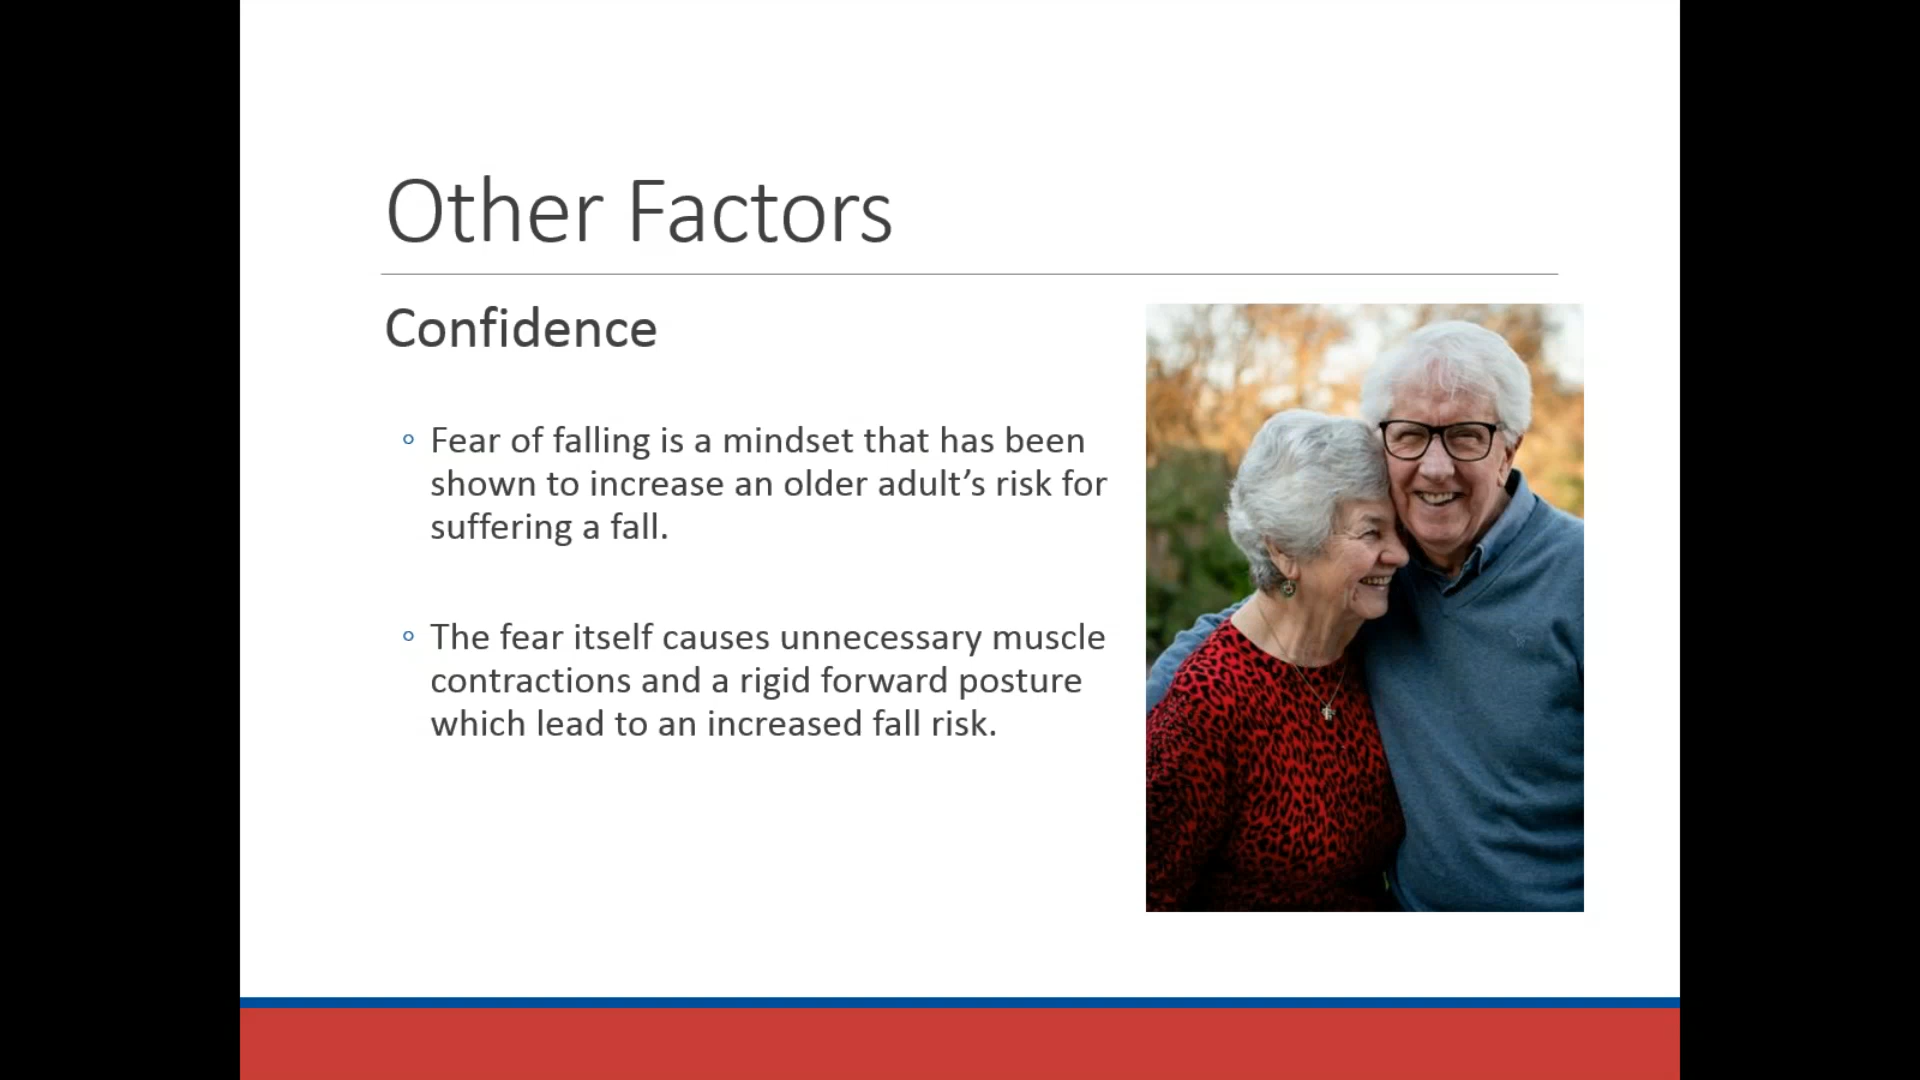 Other Factors
Confidence
◦ Fear of falling is a mindset that has been
shown to increase an older adult’s risk for
suffering a fall.
◦ The fear itself causes unnecessary muscle
contractions and a rigid forward posture
which lead to an increased fall risk.